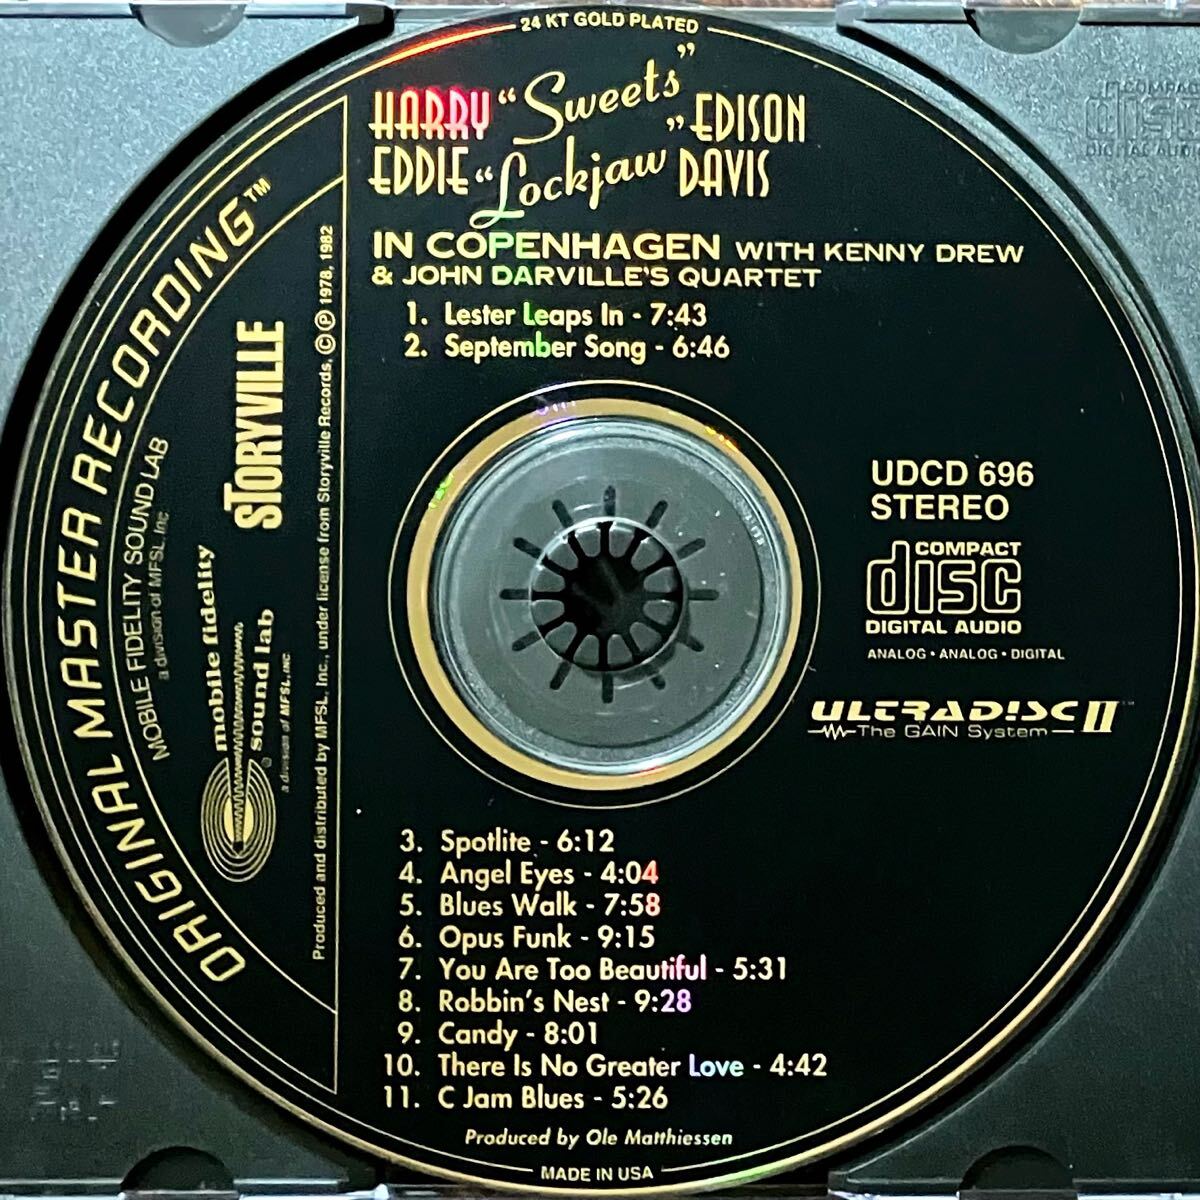 24 KT GOLD PLATED
HARRY “Sweets” EDISON
EDDIE “Lockjaw” DAVIS
IN COPENHAGEN WITH KENNY DREW
& JOHN DARVILLE'S QUARTET
1. Lester Leaps In - 7:43
2. September Song - 6:46
ORIGINAL MASTER RECORDING™
MOBILE FIDELITY SOUND LAB
a division of MFSL, Inc
mobile fidelity
sound lab
a division of MFSL, INC
STORYVILLE
Produced and distributed by MFSL, Inc., under license from Storyville Records, © ℗ 1978, 1982
UDCD 696
STEREO
COMPACT
disc
DIGITAL AUDIO
ANALOG • ANALOG • DIGITAL
ULTRADISC II™
The GAIN System
3. Spotlite - 6:12
4. Angel Eyes - 4:04
5. Blues Walk - 7:58
6. Opus Funk - 9:15
7. You Are Too Beautiful - 5:31
8. Robbin's Nest - 9:28
9. Candy - 8:01
10. There Is No Greater Love - 4:42
11. C Jam Blues - 5:26
Produced by Ole Matthiessen
MADE IN USA
COMPACT
disc
DIGITAL AUDIO